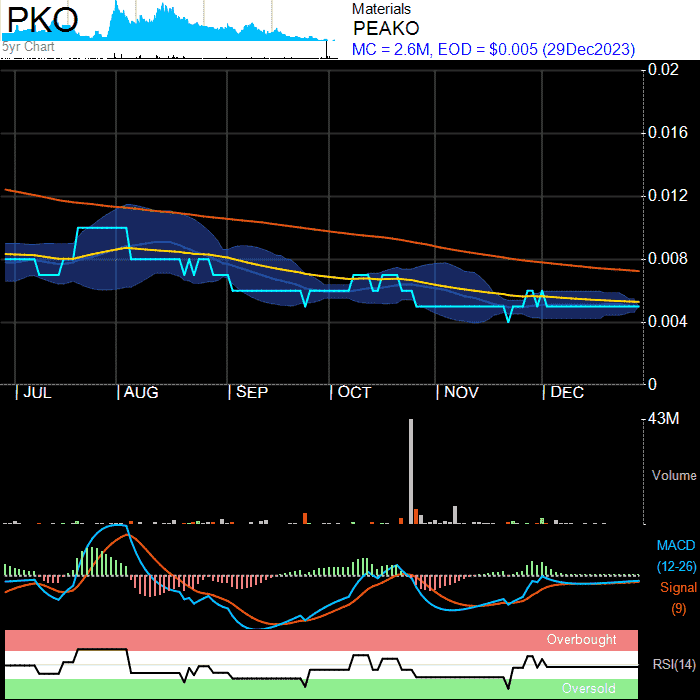 PKO
5yr Chart
Materials
PEAKO
MC = 2.6M, EOD = $0.005 (29Dec2023)
0.02
0.016
0.012
0.008
0.004
0
JUL AUG SEP OCT NOV DEC
43M
Volume
MACD
(12-26)
Signal
(9)
Overbought
RSI(14)
Oversold